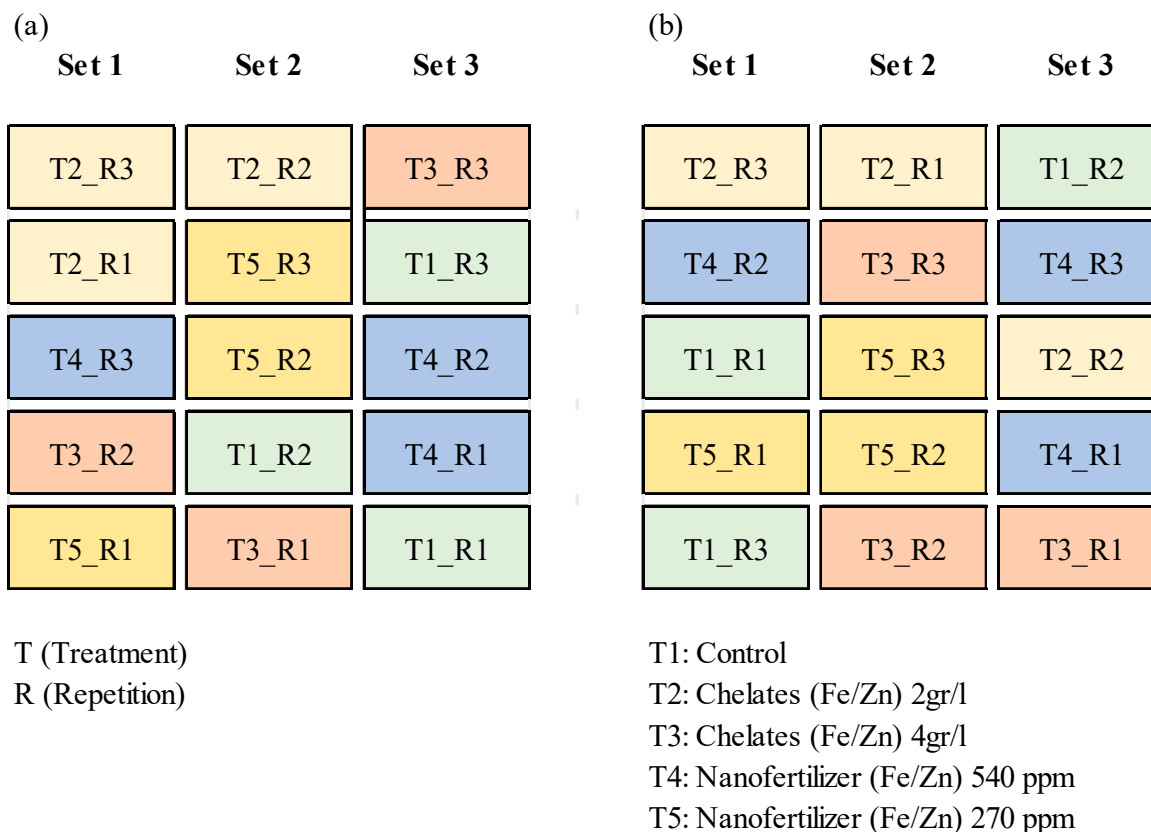 (a)
Set 1 Set 2 Set 3
T2_R3 T2_R2 T3_R3
T2_R1 T5_R3 T1_R3
T4_R3 T5_R2 T4_R2
T3_R2 T1_R2 T4_R1
T5_R1 T3_R1 T1_R1
T (Treatment)
R (Repetition)
(b)
Set 1 Set 2 Set 3
T2_R3 T2_R1 T1_R2
T4_R2 T3_R3 T4_R3
T1_R1 T5_R3 T2_R2
T5_R1 T5_R2 T4_R1
T1_R3 T3_R2 T3_R1
T1: Control
T2: Chelates (Fe/Zn) 2gr/l
T3: Chelates (Fe/Zn) 4gr/l
T4: Nanofertilizer (Fe/Zn) 540 ppm
T5: Nanofertilizer (Fe/Zn) 270 ppm